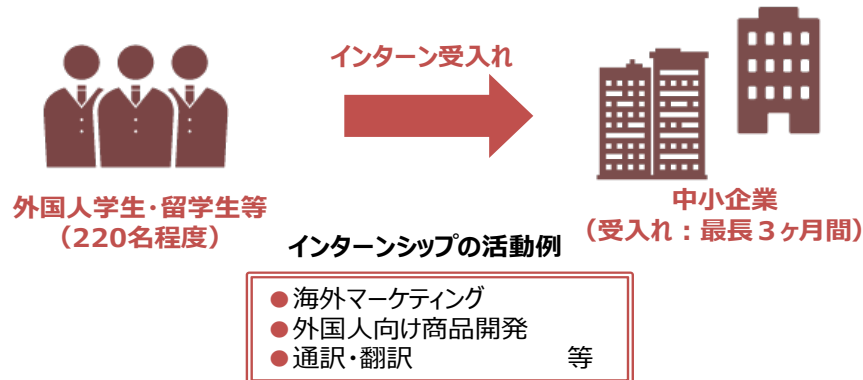 インターン受入れ
外国人学生・留学生等
（220名程度）
中小企業
（受入れ：最長３ヶ月間）
インターンシップの活動例
●海外マーケティング
●外国人向け商品開発
●通訳・翻訳　　　　　等